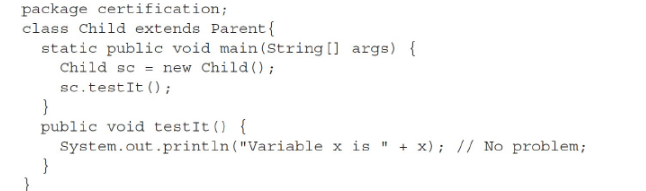 package certification;
class Child extends Parent{
static public void main(String[] args) {
Child sc = new Child();
sc.testIt();
}
public void testIt() {
System.out.println("Variable x is " + x); // No problem;
}
}